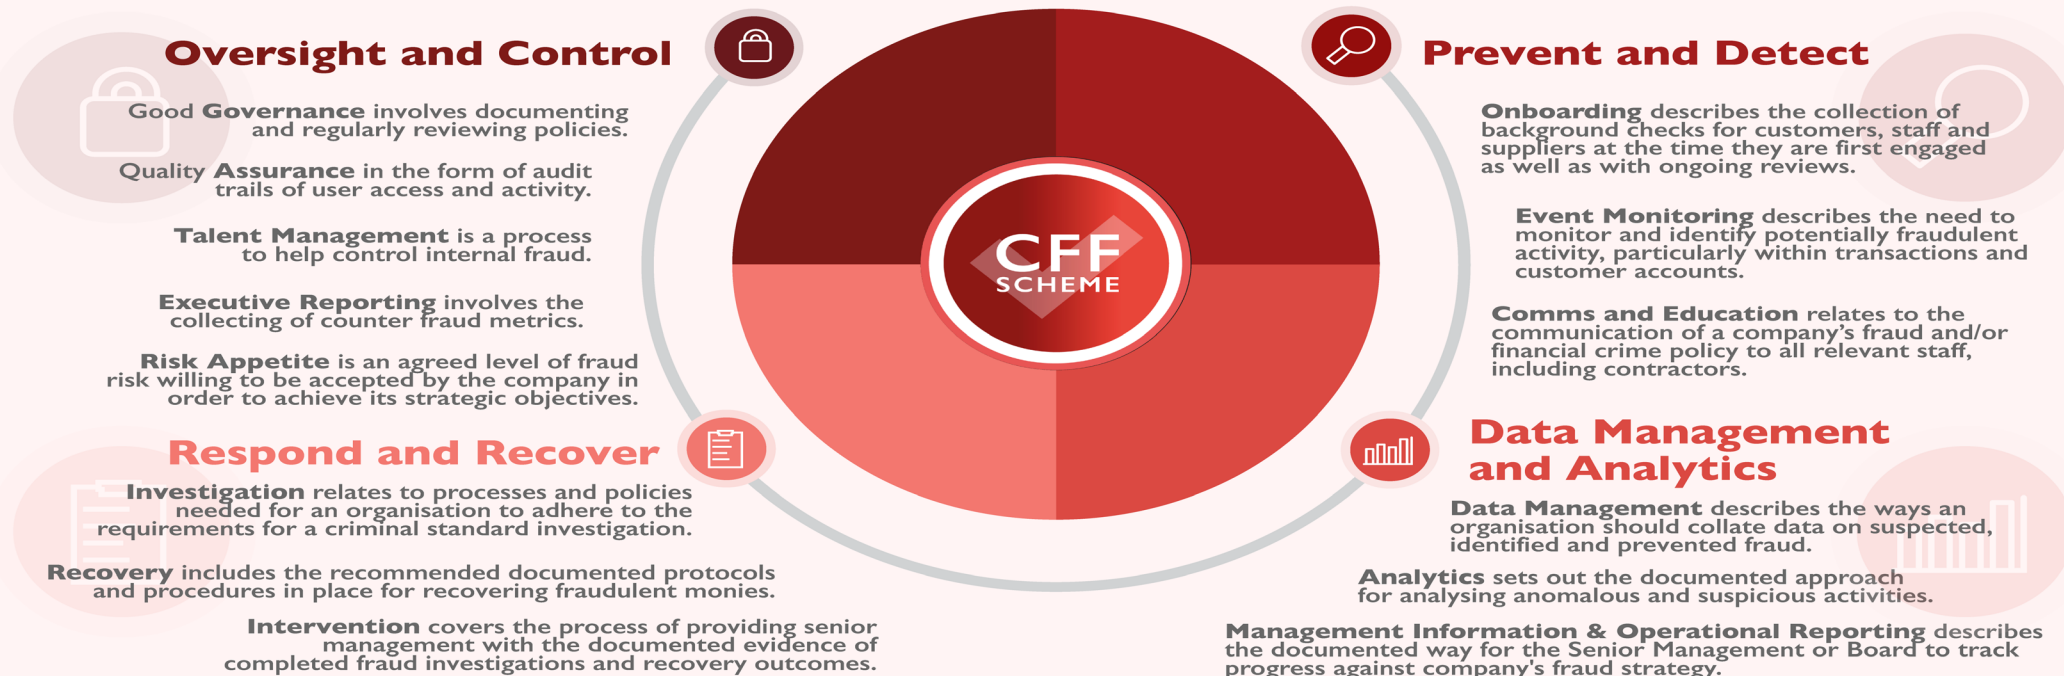 Oversight and Control
Good Governance involves documenting
and regularly reviewing policies.
Quality Assurance in the form of audit
trails of user access and activity.
Talent Management is a process
to help control internal fraud.
Executive Reporting involves the
collecting of counter fraud metrics.
Risk Appetite is an agreed level of fraud
risk willing to be accepted by the company in
order to achieve its strategic objectives.
Respond and Recover
Investigation relates to processes and policies
needed for an organisation to adhere to the
requirements for a criminal standard investigation.
Recovery includes the recommended documented protocols
and procedures in place for recovering fraudulent monies.
Intervention covers the process of providing senior
management with the documented evidence of
completed fraud investigations and recovery outcomes.
CFF
SCHEME
Prevent and Detect
Onboarding describes the collection of
background checks for customers, staff and
suppliers at the time they are first engaged
as well as with ongoing reviews.
Event Monitoring describes the need to
monitor and identify potentially fraudulent
activity, particularly within transactions and
customer accounts.
Comms and Education relates to the
communication of a company’s fraud and/or
financial crime policy to all relevant staff,
including contractors.
Data Management
and Analytics
Data Management describes the ways an
organisation should collate data on suspected,
identified and prevented fraud.
Analytics sets out the documented approach
for analysing anomalous and suspicious activities.
Management Information & Operational Reporting describes
the documented way for the Senior Management or Board to track
progress against company's fraud strategy.